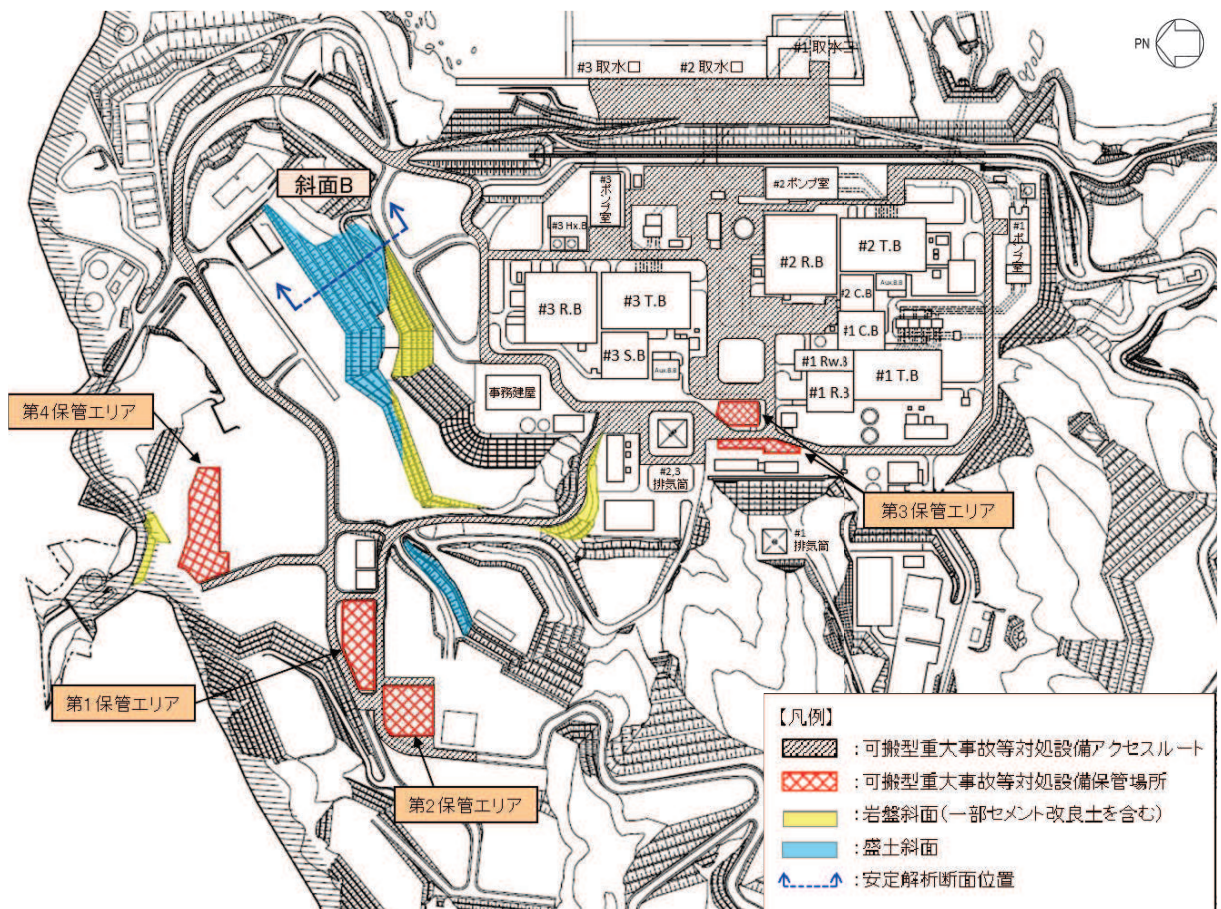 #1 取水口
PN
#3 取水口
#2 取水口
斜面B
#3
ポンプ
室
#2 ポンプ室
#3 Hx.B
#1
ポンプ
室
#2 T.B
#2 R.B
Aux.B.B
#2 C.B
#3 R.B
#3 T.B
#1 C.B
#3 S.B
Aux.B.B
#1 Rw.B
#1 T.B
#1 R.B
事務建屋
第4保管エリア
#2,3
排気筒
第3保管エリア
#1
排気筒
第1保管エリア
第2保管エリア
【凡例】
:可搬型重大事故等対処設備アクセスルート
:可搬型重大事故等対処設備保管場所
:岩盤斜面(一部セメント改良土を含む)
:盛土斜面
:安定解析断面位置